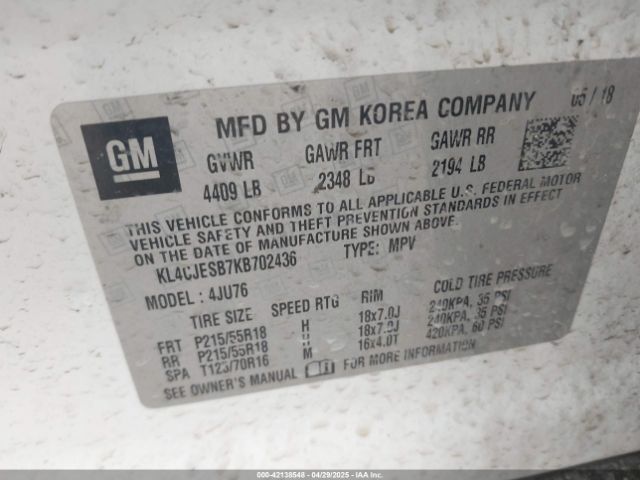 GM
MFD BY GM KOREA COMPANY 05/18
GVWR GAWR FRT GAWR RR
4409 LB 2348 LB 2194 LB
THIS VEHICLE CONFORMS TO ALL APPLICABLE U.S. FEDERAL MOTOR
VEHICLE SAFETY AND THEFT PREVENTION STANDARDS IN EFFECT
ON THE DATE OF MANUFACTURE SHOWN ABOVE.
KL4CJESB7KB702436 TYPE: MPV
MODEL: 4JU76
TIRE SIZE SPEED RTG RIM COLD TIRE PRESSURE
FRT P215/55R18 H 18x7.0J 240KPA, 35 PSI
RR P215/55R18 H 18x7.0J 240KPA, 35 PSI
SPA T125/70R16 M 16x4.0T 420KPA, 60 PSI
SEE OWNER'S MANUAL FOR MORE INFORMATION
000-42138548 - 04/29/2025 - IAAI.CA